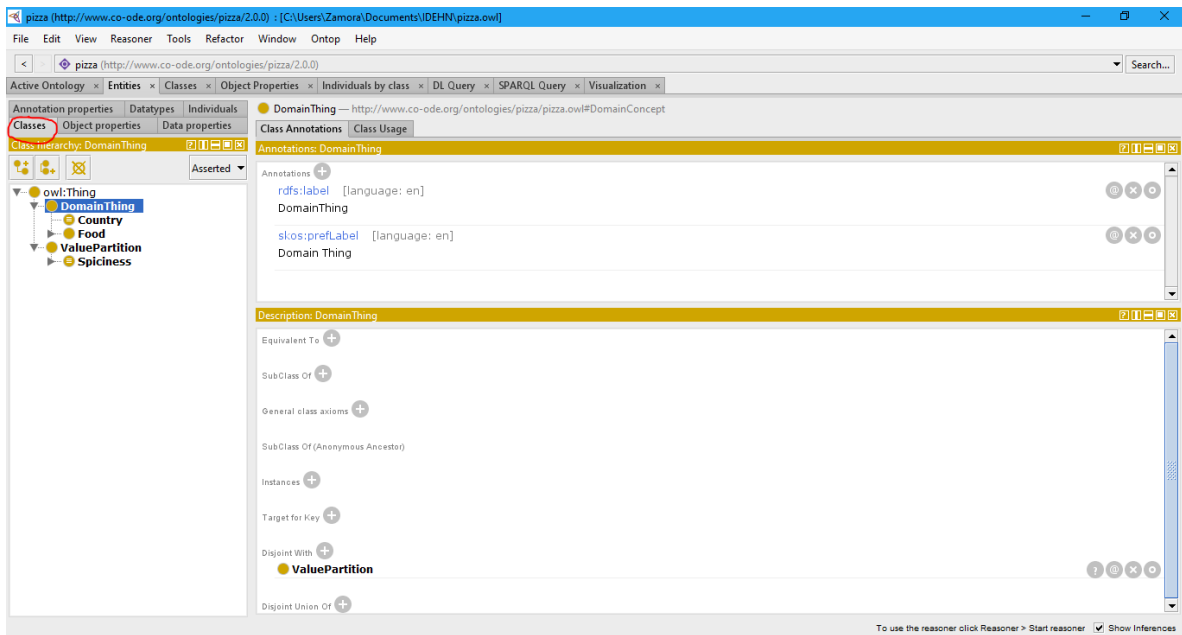 pizza (http://www.co-ode.org/ontologies/pizza/2.0.0) : [C:\Users\Zamora\Documents\IDEHN\pizza.owl]
File Edit View Reasoner Tools Refactor Window Ontop Help
< > pizza (http://www.co-ode.org/ontologies/pizza/2.0.0) Search...
Active Ontology × Entities × Classes × Object Properties × Individuals by class × DL Query × SPARQL Query × Visualization ×
Annotation properties Datatypes Individuals
Classes Object properties Data properties
Class hierarchy: DomainThing
Asserted
owl:Thing
DomainThing
Country
Food
ValuePartition
Spiciness
DomainThing — http://www.co-ode.org/ontologies/pizza/pizza.owl#DomainConcept
Class Annotations Class Usage
Annotations: DomainThing
Annotations
rdfs:label [language: en]
DomainThing
skos:prefLabel [language: en]
Domain Thing
Description: DomainThing
Equivalent To
SubClass Of
General class axioms
SubClass Of (Anonymous Ancestor)
Instances
Target for Key
Disjoint With
ValuePartition
Disjoint Union Of
To use the reasoner click Reasoner > Start reasoner Show Inferences